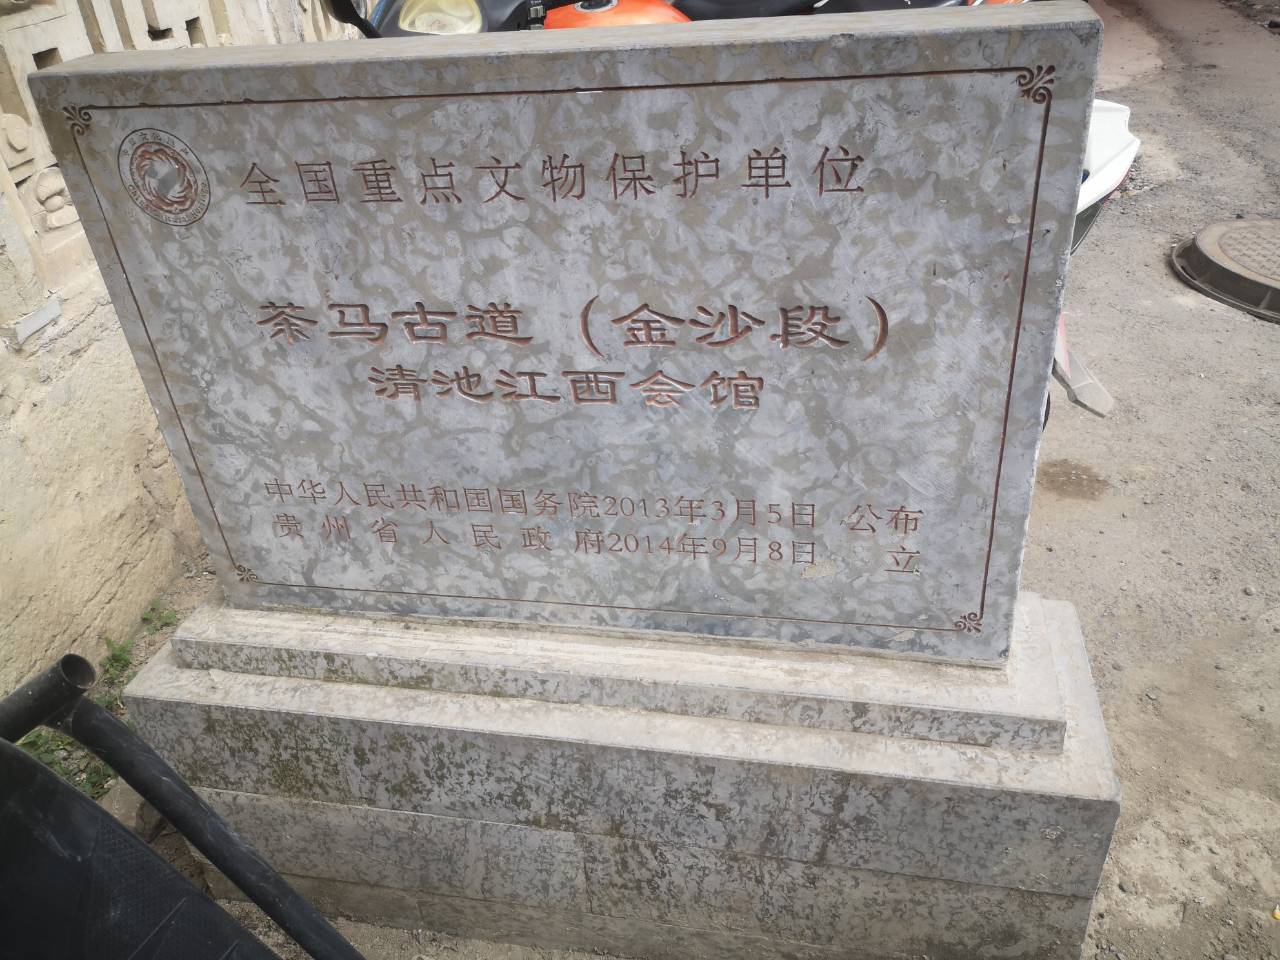 全国重点文物保护单位
茶马古道（金沙段）
清池江西会馆
中华人民共和国国务院2013年3月5日 公布
贵州省人民政府2014年9月8日 立